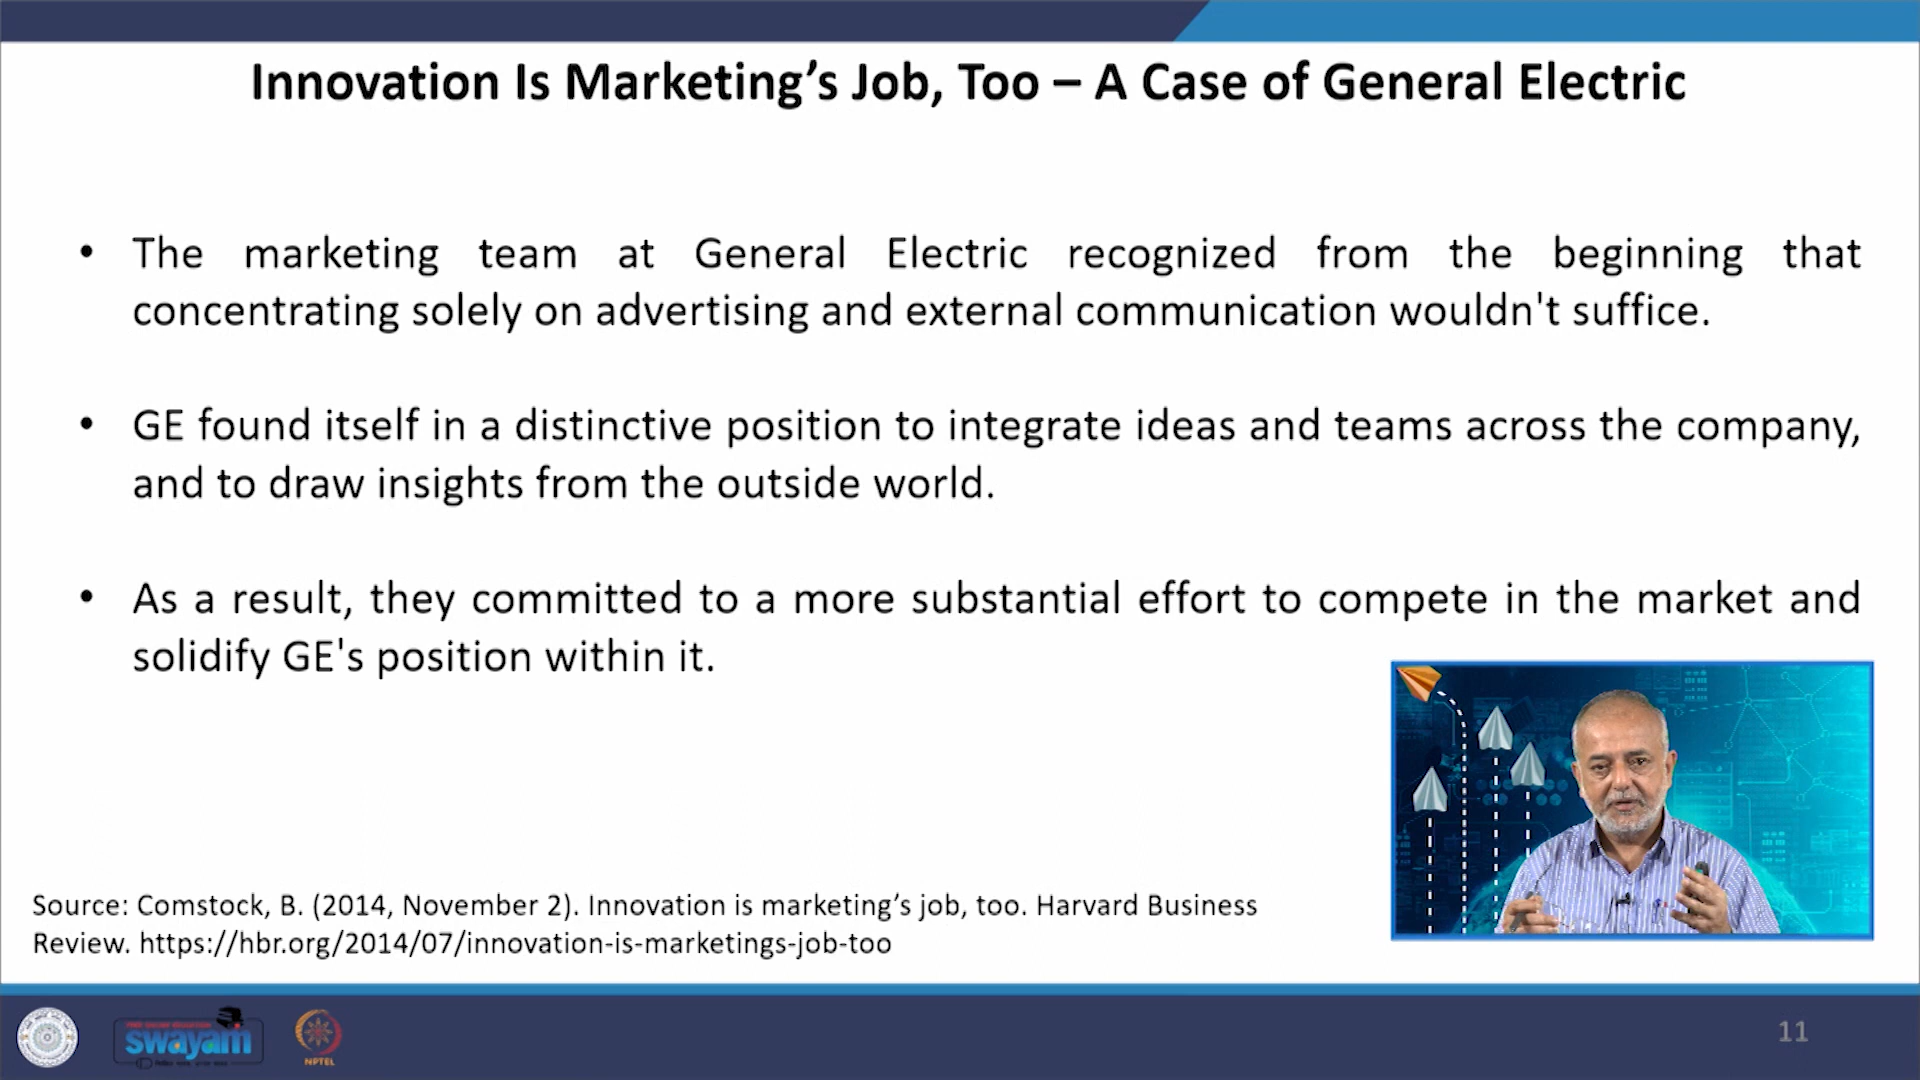 Innovation Is Marketing’s Job, Too – A Case of General Electric
• The marketing team at General Electric recognized from the beginning that
concentrating solely on advertising and external communication wouldn't suffice.
• GE found itself in a distinctive position to integrate ideas and teams across the company,
and to draw insights from the outside world.
• As a result, they committed to a more substantial effort to compete in the market and
solidify GE's position within it.
Source: Comstock, B. (2014, November 2). Innovation is marketing’s job, too. Harvard Business
Review. https://hbr.org/2014/07/innovation-is-marketings-job-too
swayam
NPTEL
11